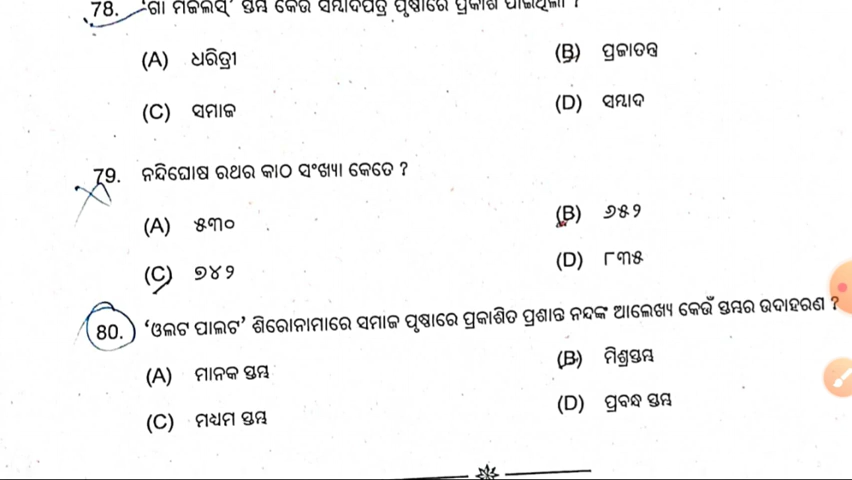 78. 'ଗାଁ ମଜଲିସ୍' ସ୍ତମ୍ଭ କେଉଁ ସମ୍ବାଦପତ୍ର ପୃଷ୍ଠାରେ ପ୍ରକାଶ ପାଇଥିଲା ?
(A) ଧରିତ୍ରୀ (B) ପ୍ରଜାତନ୍ତ୍ର
(C) ସମାଜ (D) ସମ୍ବାଦ
79. ନନ୍ଦିଘୋଷ ରଥର କାଠ ସଂଖ୍ୟା କେତେ ?
(A) ୫୩୦ (B) ୬୫୨
(C) ୭୪୨ (D) ୮୩୫
80. 'ଓଲଟ ପାଲଟ' ଶିରୋନାମାରେ ସମାଜ ପୃଷ୍ଠାରେ ପ୍ରକାଶିତ ପ୍ରଶାନ୍ତ ନନ୍ଦଙ୍କ ଆଲେଖ୍ୟ କେଉଁ ସ୍ତମ୍ଭର ଉଦାହରଣ ?
(A) ମାନକ ସ୍ତମ୍ଭ (B) ମିଶ୍ରସ୍ତମ୍ଭ
(C) ମଧ୍ୟମ ସ୍ତମ୍ଭ (D) ପ୍ରବନ୍ଧ ସ୍ତମ୍ଭ